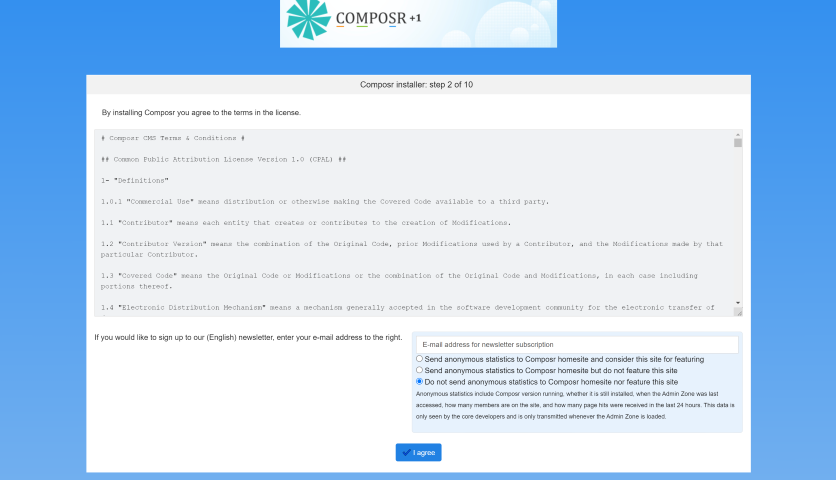 COMPOSR +1
Composr installer: step 2 of 10
By installing Composr you agree to the terms in the license.
# Composr CMS Terms & Conditions #
## Common Public Attribution License Version 1.0 (CPAL) ##
1- "Definitions"
1.0.1 "Commercial Use" means distribution or otherwise making the Covered Code available to a third party.
1.1 "Contributor" means each entity that creates or contributes to the creation of Modifications.
1.2 "Contributor Version" means the combination of the Original Code, prior Modifications used by a Contributor, and the Modifications made by that
particular Contributor.
1.3 "Covered Code" means the Original Code or Modifications or the combination of the Original Code and Modifications, in each case including
portions thereof.
1.4 "Electronic Distribution Mechanism" means a mechanism generally accepted in the software development community for the electronic transfer of
If you would like to sign up to our (English) newsletter, enter your e-mail address to the right.
E-mail address for newsletter subscription
Send anonymous statistics to Composr homesite and consider this site for featuring
Send anonymous statistics to Composr homesite but do not feature this site
Do not send anonymous statistics to Composr homesite nor feature this site
Anonymous statistics include Composr version running, whether it is still installed, when the Admin Zone was last
accessed, how many members are on the site, and how many page hits were received in the last 24 hours. This data is
only seen by the core developers and is only transmitted whenever the Admin Zone is loaded.
I agree